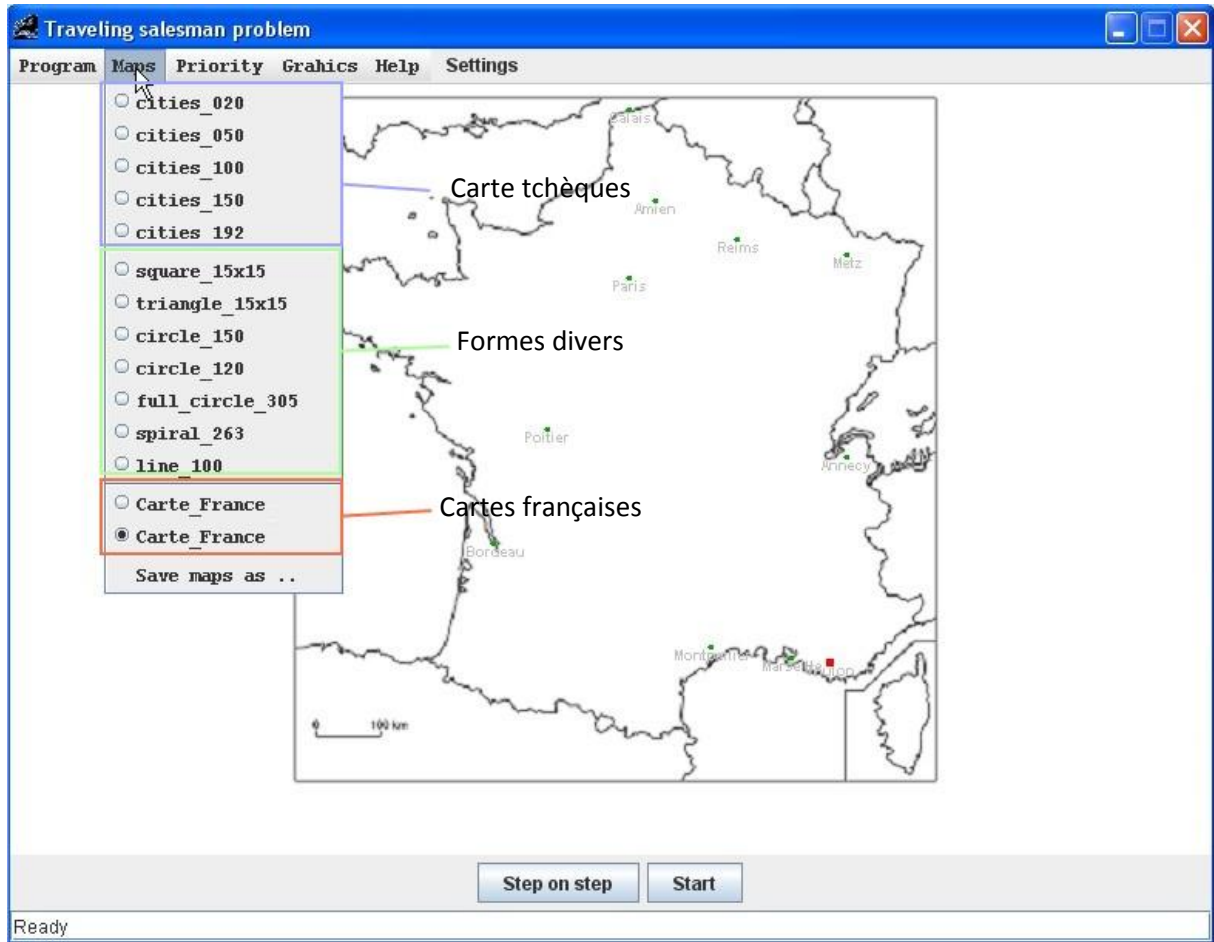 Traveling salesman problem
Program Maps Priority Grahics Help Settings
cities_020
cities_050
cities_100
cities_150
cities_192
Carte tchèques
square_15x15
triangle_15x15
circle_150
circle_120
full_circle_305
spiral_263
line_100
Formes divers
Carte_France
Carte_France
Cartes françaises
Save maps as ..
Calais
Amien
Reims
Metz
Paris
Poitier
Annecy
Bordeau
Montpellier
Marseille
Toulon
0 100 km
Step on step Start
Ready